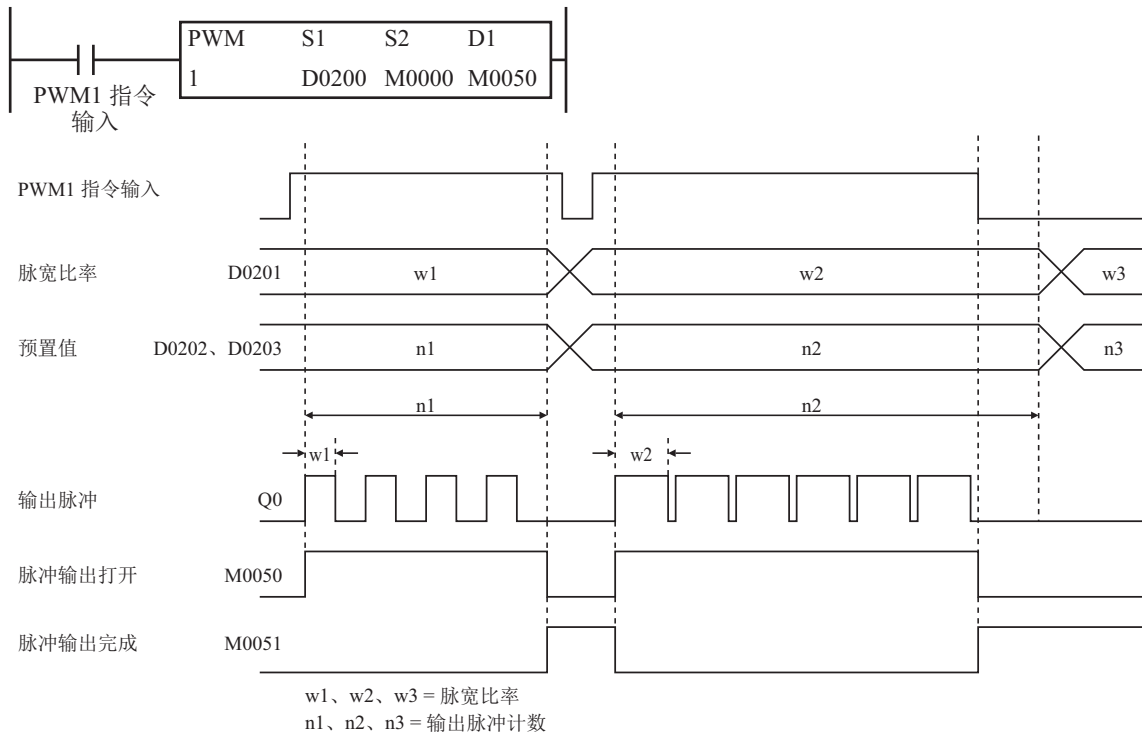 PWM S1 S2 D1
1 D0200 M0000 M0050
PWM1 指令
输入
PWM1 指令输入
脉宽比率 D0201 w1 w2 w3
预置值 D0202、D0203 n1 n2 n3
n1 n2
w1 w2
输出脉冲 Q0
脉冲输出打开 M0050
脉冲输出完成 M0051
w1、w2、w3 = 脉宽比率
n1、n2、n3 = 输出脉冲计数